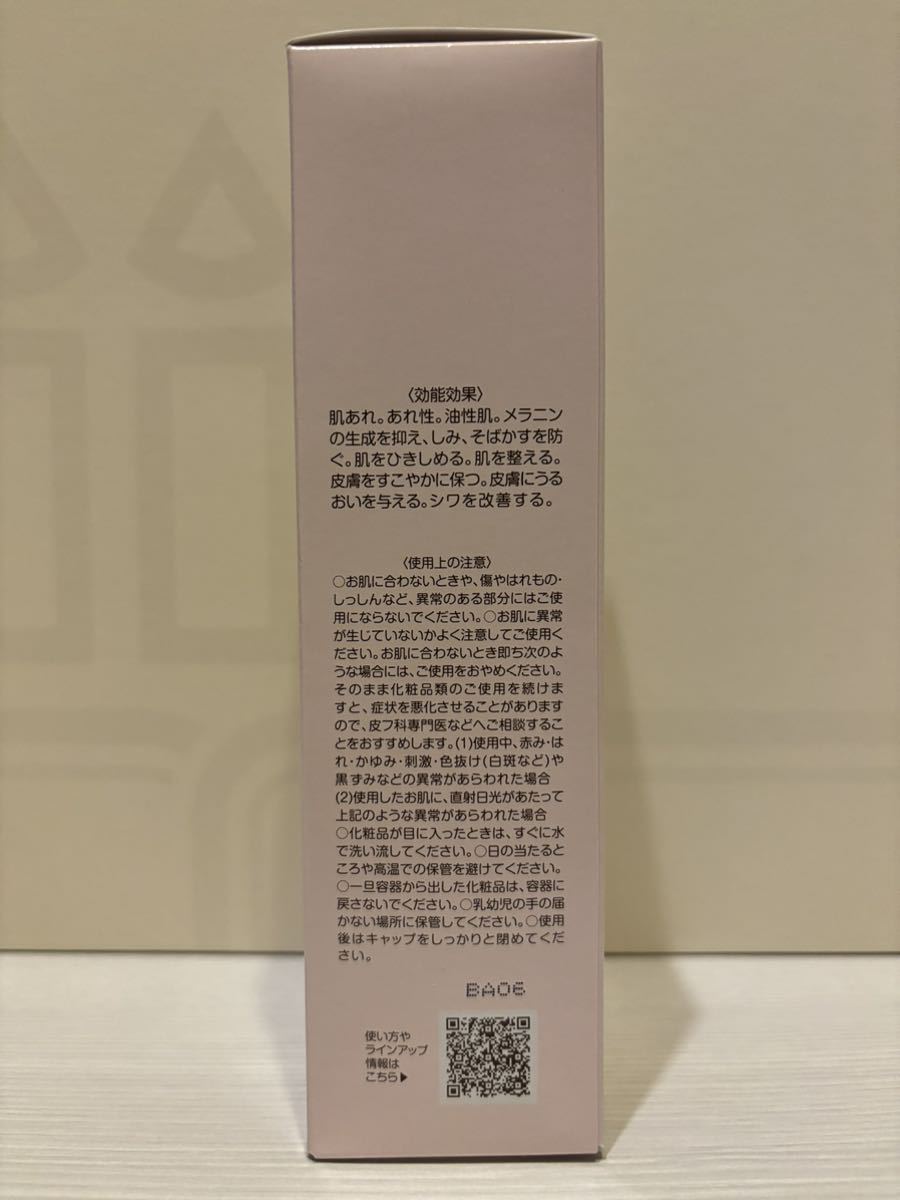 〈効能効果〉
肌あれ。あれ性。油性肌。メラニン
の生成を抑え、しみ、そばかすを防
ぐ。肌をひきしめる。肌を整える。
皮膚をすこやかに保つ。皮膚にうる
おいを与える。シワを改善する。
〈使用上の注意〉
○お肌に合わないときや、傷やはれもの・
しっしんなど、異常のある部分にはご使
用にならないでください。○お肌に異常
が生じていないかよく注意してご使用く
ださい。お肌に合わないとき即ち次のよ
うな場合には、ご使用をおやめください。
そのまま化粧品類のご使用を続けま
すと、症状を悪化させることがあります
ので、皮フ科専門医などへご相談するこ
とをおすすめします。(1)使用中、赤み・は
れ・かゆみ・刺激・色抜け(白斑など)や
黒ずみなどの異常があらわれた場合
(2)使用したお肌に、直射日光があたって
上記のような異常があらわれた場合
○化粧品が目に入ったときは、すぐに水
で洗い流してください。○日の当たると
ころや高温での保管を避けてください。
○一旦容器から出した化粧品は、容器に
戻さないでください。○乳幼児の手の届
かない場所に保管してください。○使用
後はキャップをしっかりと閉めてくだ
さい。
BA06
使い方や
ラインアップ
情報は
こちら▶